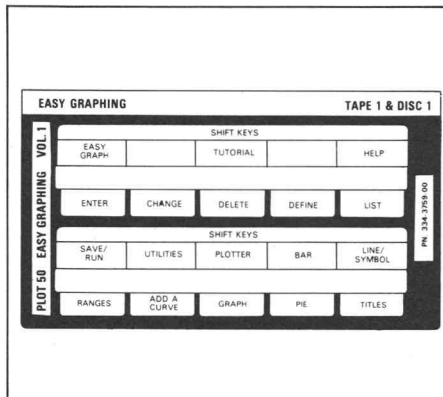 EASY GRAPHING TAPE 1 & DISC 1
PLOT 50 EASY GRAPHING VOL. 1
SHIFT KEYS
EASY
GRAPH
TUTORIAL
HELP
ENTER CHANGE DELETE DEFINE LIST
SHIFT KEYS
SAVE/
RUN
UTILITIES
PLOTTER
BAR
LINE/
SYMBOL
RANGES
ADD A
CURVE
GRAPH
PIE
TITLES
PN 334-3759-00